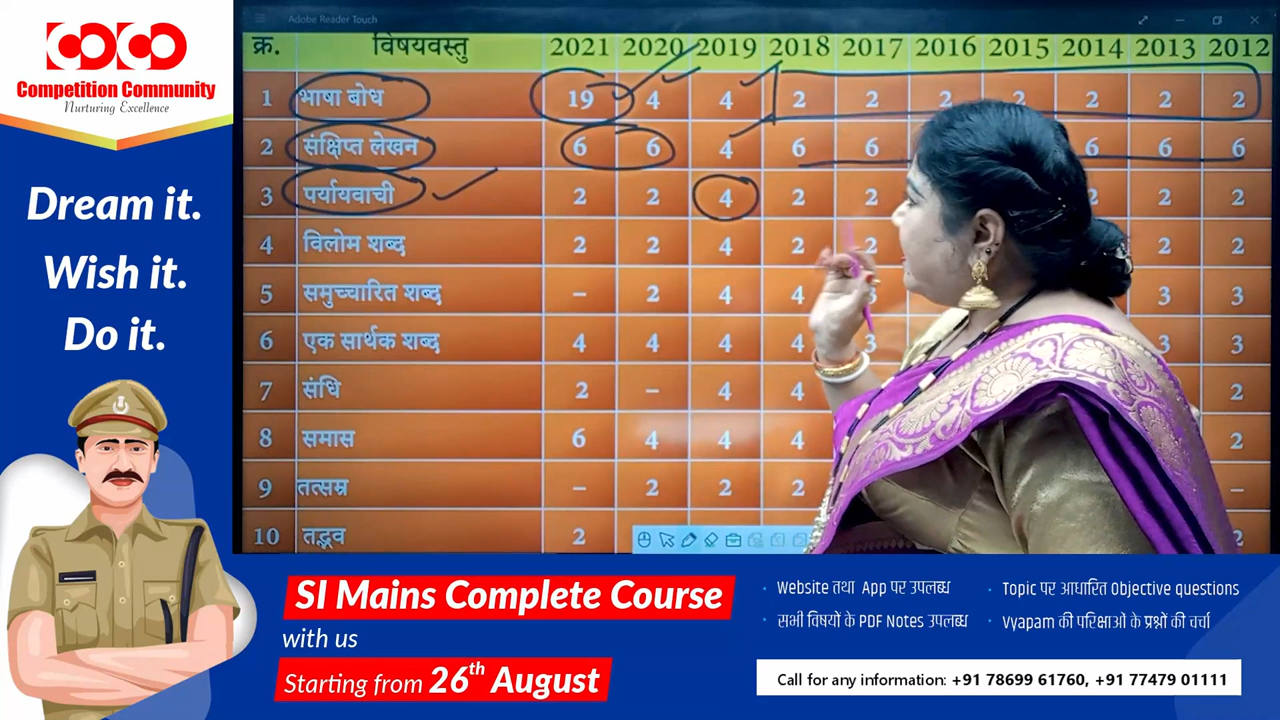 COCO
Competition Community
Nurturing Excellence
Dream it.
Wish it.
Do it.
Adobe Reader Touch
क्र. विषयवस्तु 2021 2020 2019 2018 2017 2016 2015 2014 2013 2012
1 भाषा बोध 19 4 4 2 2 2 2 2 2 2
2 संक्षिप्त लेखन 6 6 4 6 6 6 6 6
3 पर्यायवाची 2 2 4 2 2 2 2 2
4 विलोम शब्द 2 2 4 2 2 2 2
5 समुच्चारित शब्द – 2 4 4 3 3 3
6 एक सार्थक शब्द 4 4 4 4 3 3 3
7 संधि 2 – 4 4 2
8 समास 6 4 4 4 2
9 तत्सम्र – 2 2 2 –
10 तद्भव 2 2
SI Mains Complete Course
with us
Starting from 26th August
· Website तथा App पर उपलब्ध
· सभी विषयों के PDF Notes उपलब्ध
· Topic पर आधारित Objective questions
· Vyapam की परिक्षाओं के प्रश्नों की चर्चा
Call for any information: +91 78699 61760, +91 77479 01111